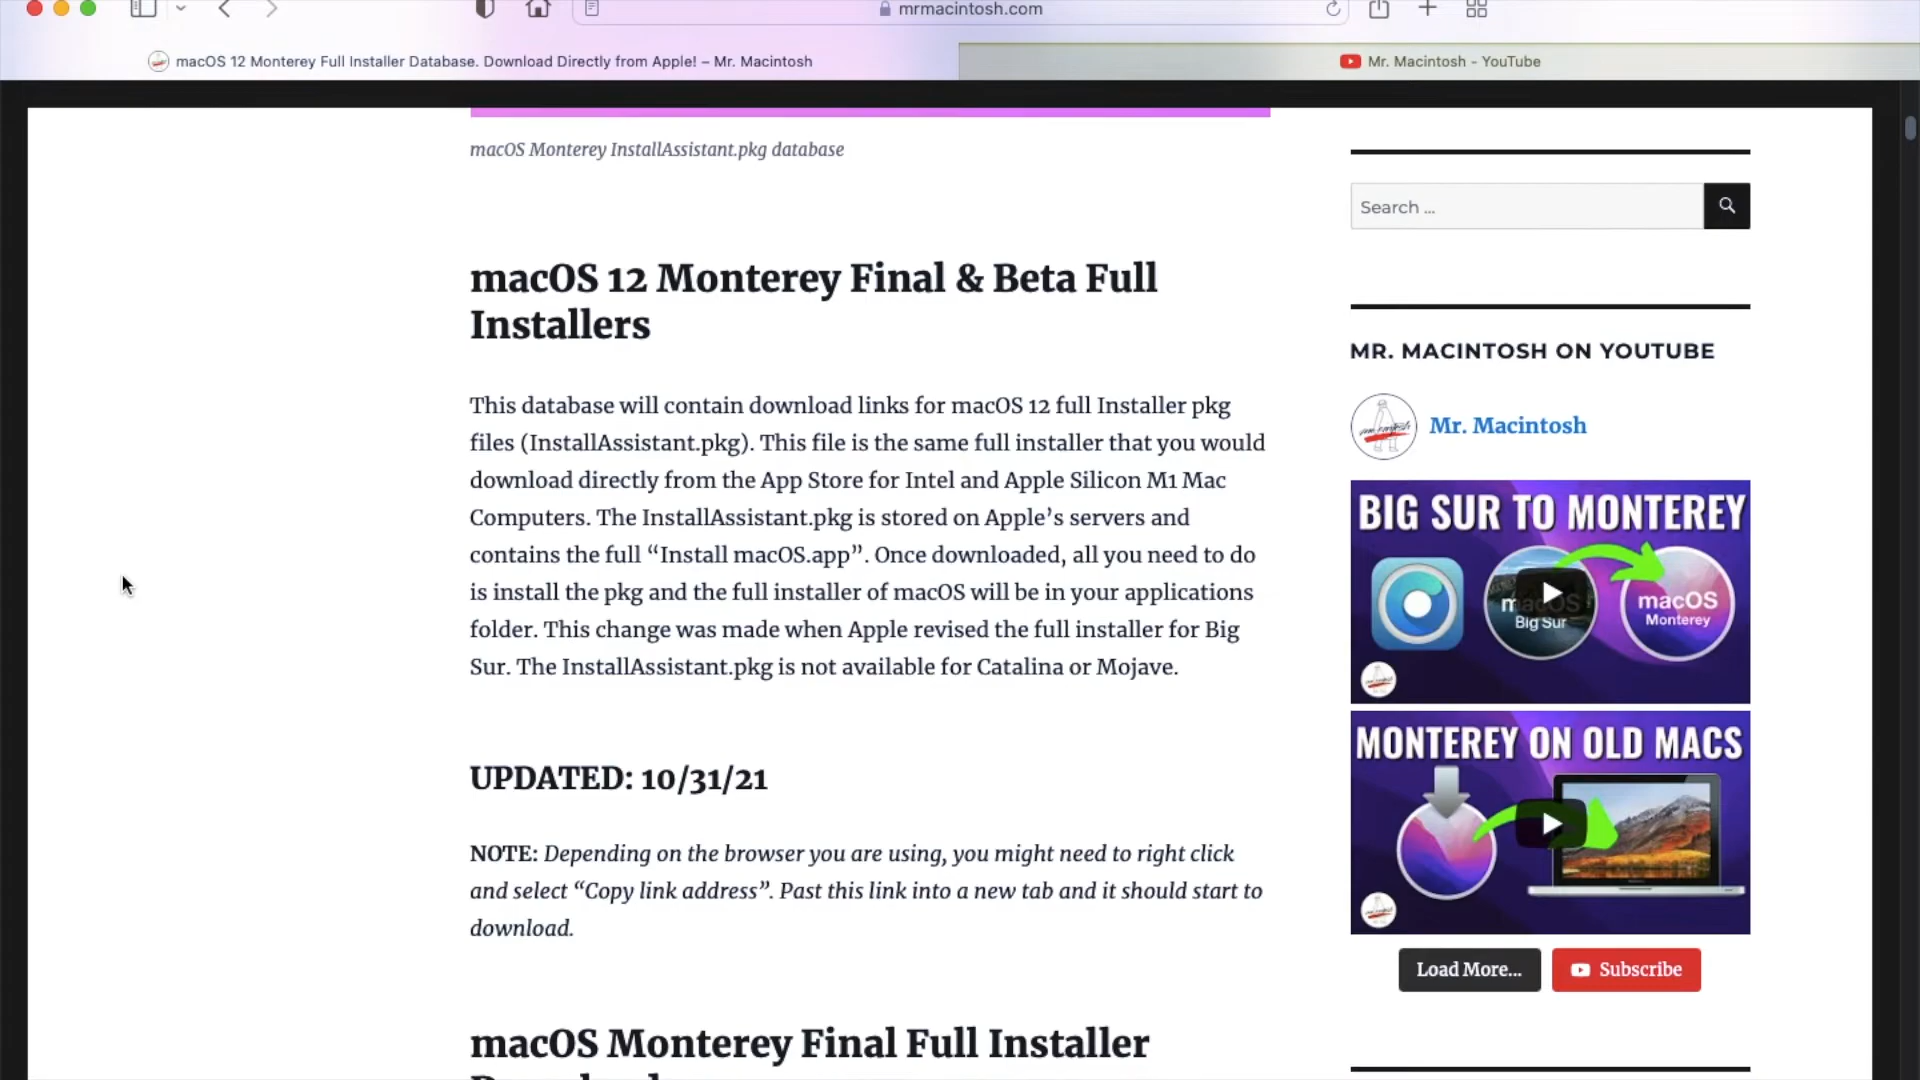 mrmacintosh.com
macOS 12 Monterey Full Installer Database. Download Directly from Apple! – Mr. Macintosh
Mr. Macintosh - YouTube
macOS Monterey InstallAssistant.pkg database
macOS 12 Monterey Final & Beta Full
Installers
This database will contain download links for macOS 12 full Installer pkg
files (InstallAssistant.pkg). This file is the same full installer that you would
download directly from the App Store for Intel and Apple Silicon M1 Mac
Computers. The InstallAssistant.pkg is stored on Apple’s servers and
contains the full “Install macOS.app”. Once downloaded, all you need to do
is install the pkg and the full installer of macOS will be in your applications
folder. This change was made when Apple revised the full installer for Big
Sur. The InstallAssistant.pkg is not available for Catalina or Mojave.
UPDATED: 10/31/21
NOTE: Depending on the browser you are using, you might need to right click
and select “Copy link address”. Past this link into a new tab and it should start to
download.
macOS Monterey Final Full Installer
Search ...
MR. MACINTOSH ON YOUTUBE
Mr. Macintosh
BIG SUR TO MONTEREY
macOS
Big Sur
macOS
Monterey
MONTEREY ON OLD MACS
Load More...
Subscribe